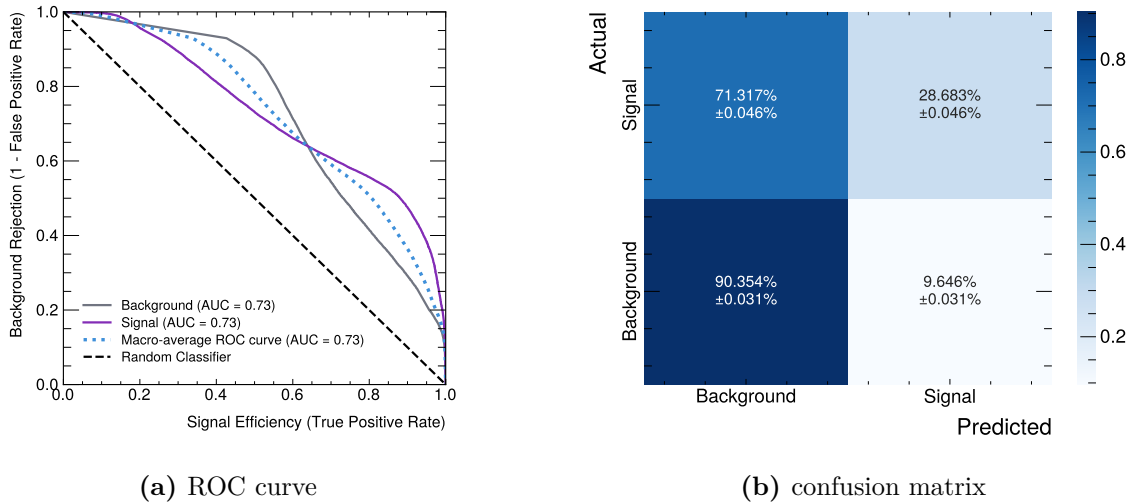 Background Rejection (1 - False Positive Rate)
1.0
0.8
0.6
0.4
0.2
0.0
0.0 0.2 0.4 0.6 0.8 1.0
Signal Efficiency (True Positive Rate)
Background (AUC = 0.73)
Signal (AUC = 0.73)
Macro-average ROC curve (AUC = 0.73)
Random Classifier
(a) ROC curve
Actual
Signal
Background
71.317%
±0.046%
28.683%
±0.046%
90.354%
±0.031%
9.646%
±0.031%
Background Signal
Predicted
0.8
0.6
0.4
0.2
(b) confusion matrix